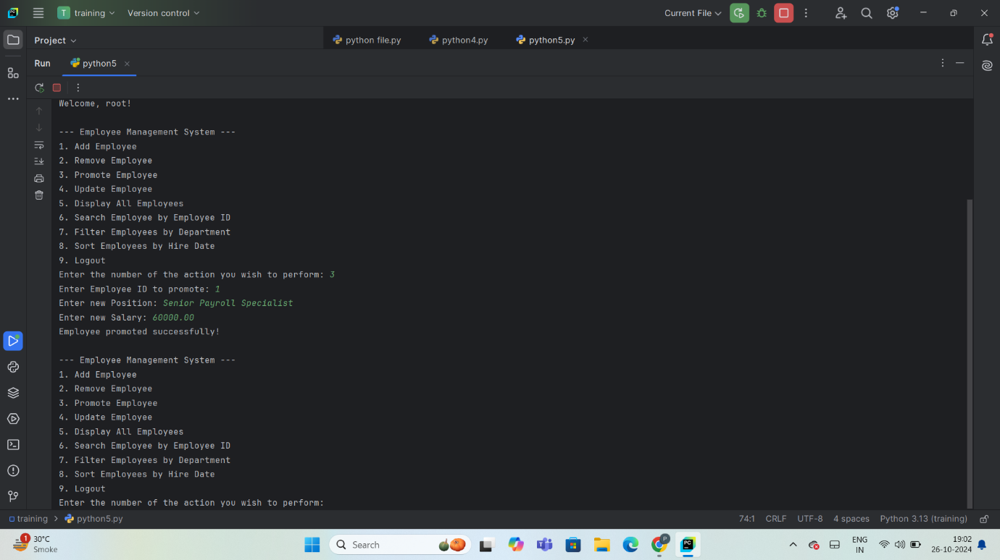 T training Version control Current File
Project python file.py python4.py python5.py
Run python5
Welcome, root!
--- Employee Management System ---
1. Add Employee
2. Remove Employee
3. Promote Employee
4. Update Employee
5. Display All Employees
6. Search Employee by Employee ID
7. Filter Employees by Department
8. Sort Employees by Hire Date
9. Logout
Enter the number of the action you wish to perform: 3
Enter Employee ID to promote: 1
Enter new Position: Senior Payroll Specialist
Enter new Salary: 60000.00
Employee promoted successfully!
--- Employee Management System ---
1. Add Employee
2. Remove Employee
3. Promote Employee
4. Update Employee
5. Display All Employees
6. Search Employee by Employee ID
7. Filter Employees by Department
8. Sort Employees by Hire Date
9. Logout
Enter the number of the action you wish to perform:
training > python5.py 74:1 CRLF UTF-8 4 spaces Python 3.13 (training)
1 30°C Search ENG 19:02
Smoke IN 26-10-2024